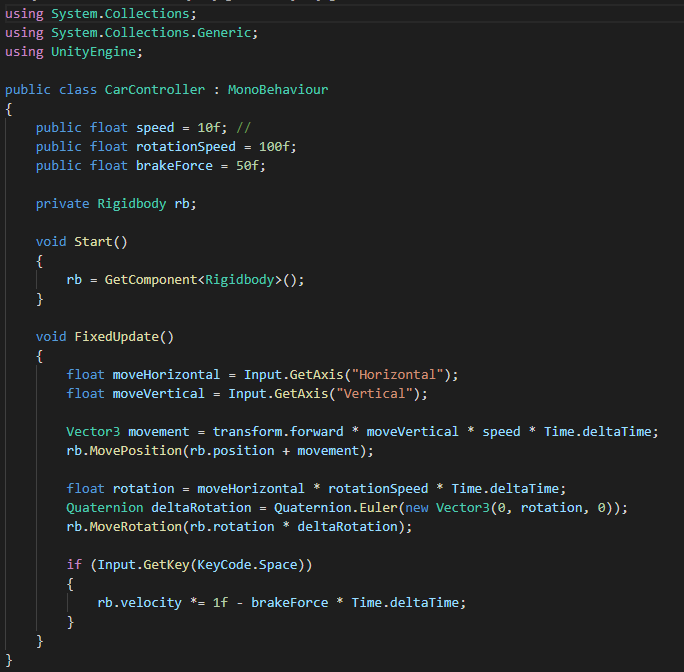 using System.Collections;
using System.Collections.Generic;
using UnityEngine;

public class CarController : MonoBehaviour
{
    public float speed = 10f; //
    public float rotationSpeed = 100f;
    public float brakeForce = 50f;

    private Rigidbody rb;

    void Start()
    {
        rb = GetComponent<Rigidbody>();
    }

    void FixedUpdate()
    {
        float moveHorizontal = Input.GetAxis("Horizontal");
        float moveVertical = Input.GetAxis("Vertical");

        Vector3 movement = transform.forward * moveVertical * speed * Time.deltaTime;
        rb.MovePosition(rb.position + movement);

        float rotation = moveHorizontal * rotationSpeed * Time.deltaTime;
        Quaternion deltaRotation = Quaternion.Euler(new Vector3(0, rotation, 0));
        rb.MoveRotation(rb.rotation * deltaRotation);

        if (Input.GetKey(KeyCode.Space))
        {
            rb.velocity *= 1f - brakeForce * Time.deltaTime;
        }
    }
}